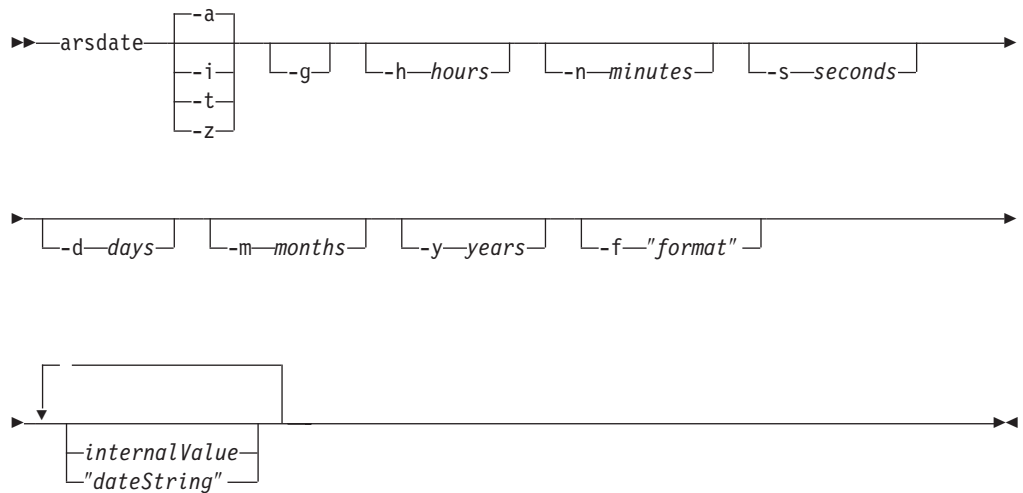 -a
arsdate
-i -g -h hours -n minutes -s seconds
-t
-z
-d days -m months -y years -f "format"
internalValue
"dateString"